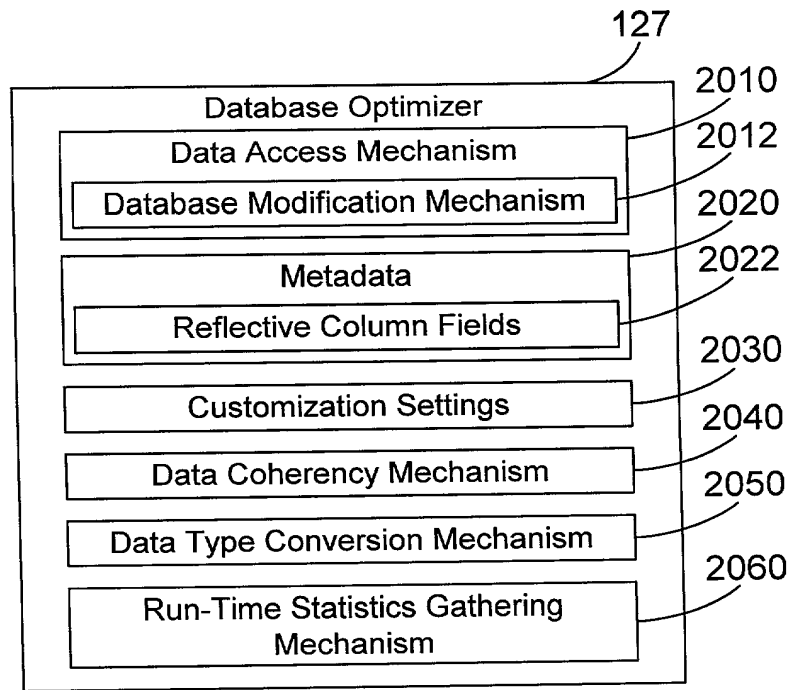 127
Database Optimizer
2010
Data Access Mechanism
2012
Database Modification Mechanism
2020
Metadata
2022
Reflective Column Fields
2030
Customization Settings
2040
Data Coherency Mechanism
2050
Data Type Conversion Mechanism
2060
Run-Time Statistics Gathering
Mechanism